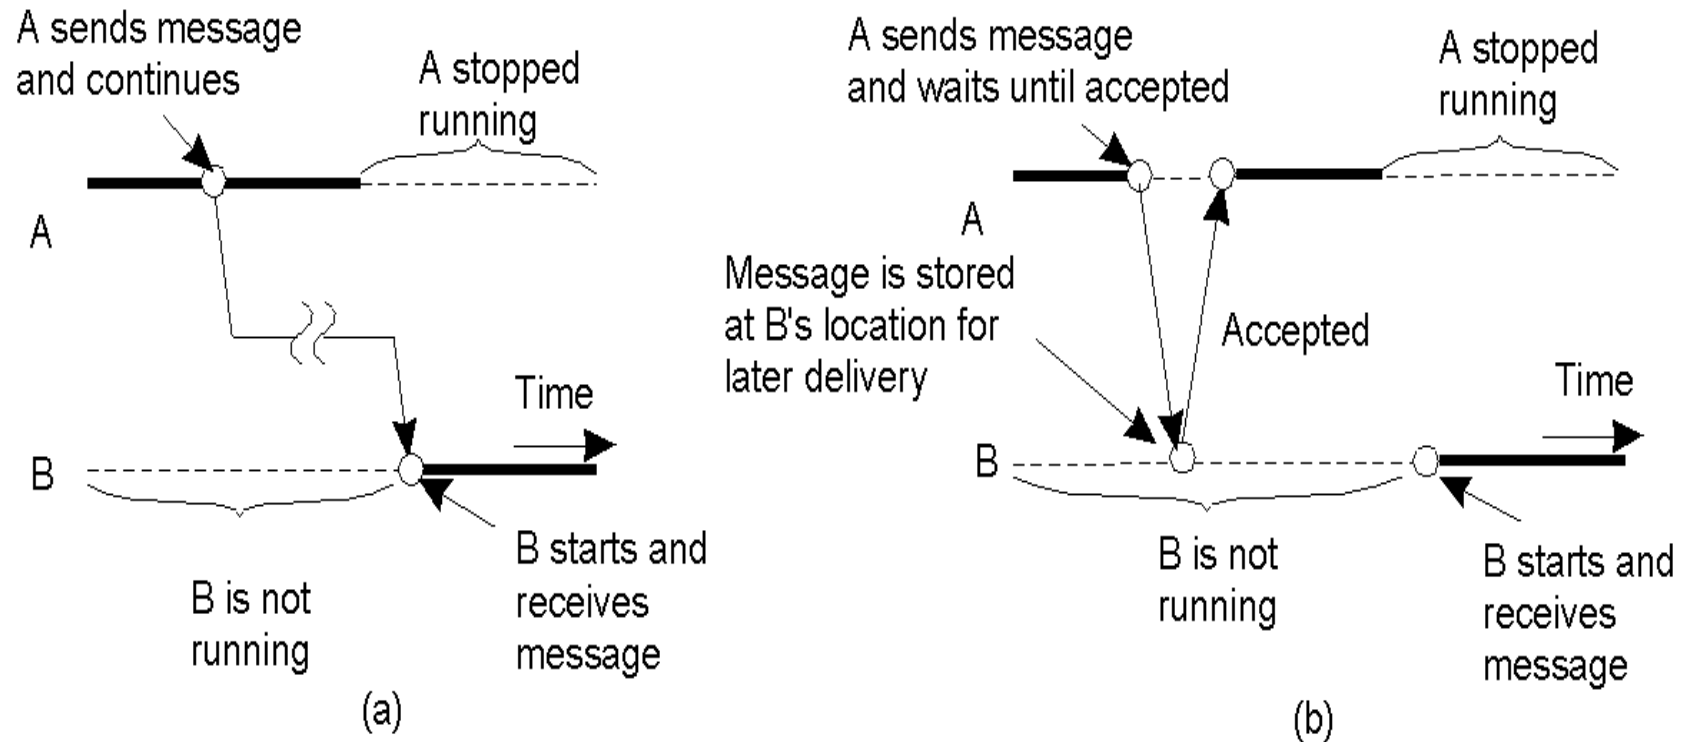 A sends message
and continues
A stopped
running
A
Time
B
B is not
running
B starts and
receives
message
(a)
A sends message
and waits until accepted
A stopped
running
A
Message is stored
at B's location for
later delivery
Accepted
Time
B
B is not
running
B starts and
receives
message
(b)